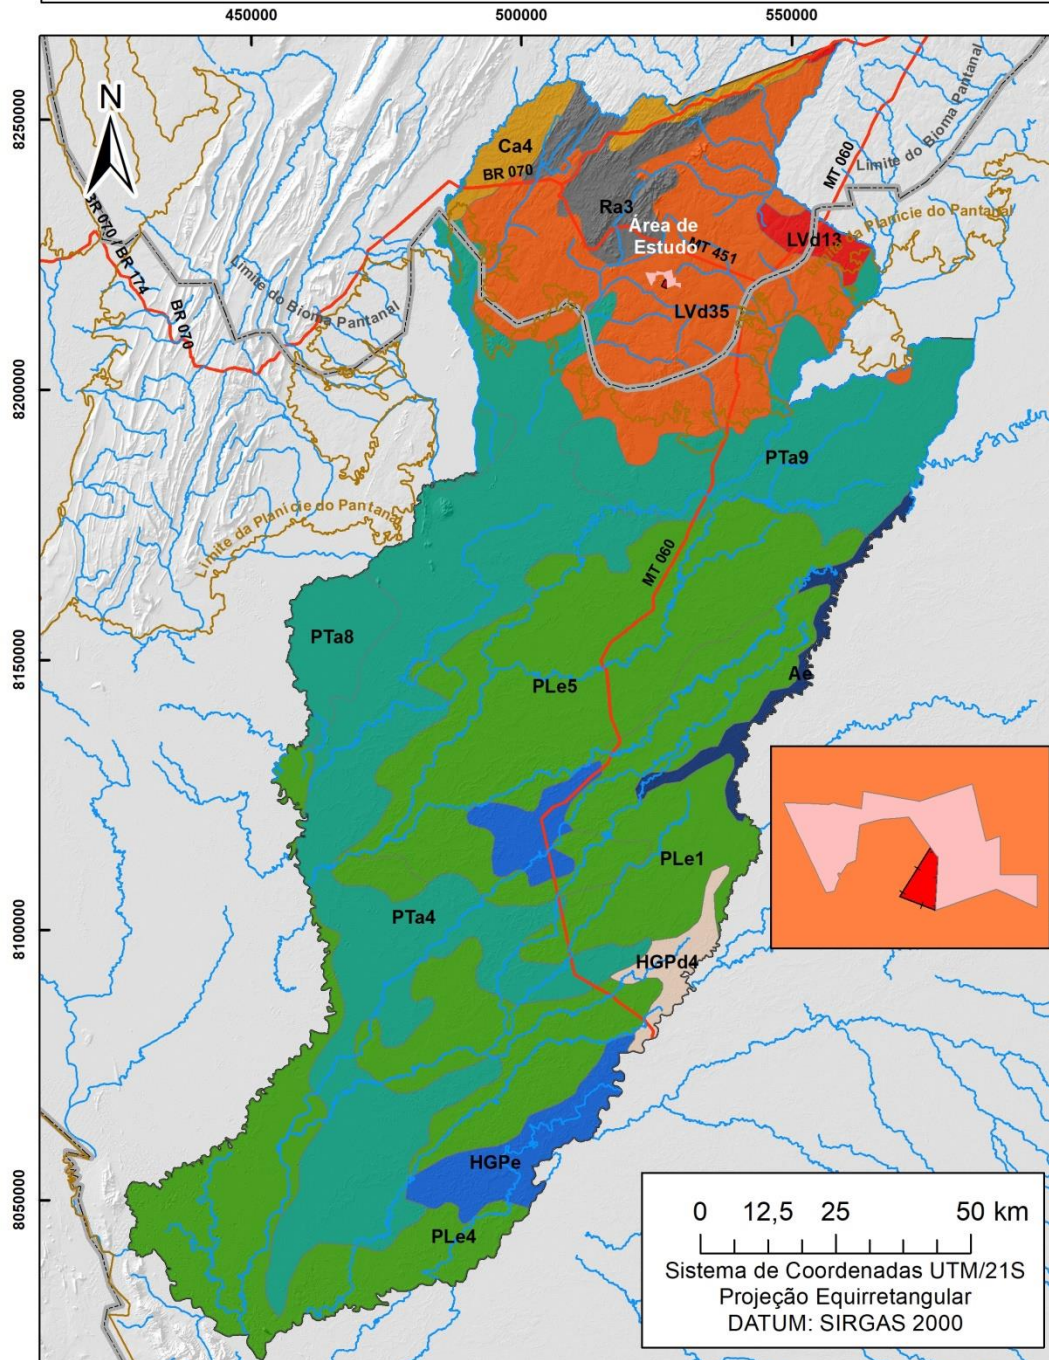 450000
500000
550000
8250000
8200000
8150000
8100000
8050000
N
Ca4
BR 070
Ra3
Área de
Estudo
MT 451
LVd13
LVd35
MT 060
Limite do Bioma Pantanal
Limite do Bioma Pantanal
BR 070 / BR 174
BR 070
Limite da Planície do Pantanal
da Planície do Pantanal
PTa9
MT 060
PTa8
PLe5
Ae
PLe1
PTa4
HGPd4
HGPe
PLe4
0 12,5 25 50 km
Sistema de Coordenadas UTM/21S
Projeção Equirretangular
DATUM: SIRGAS 2000